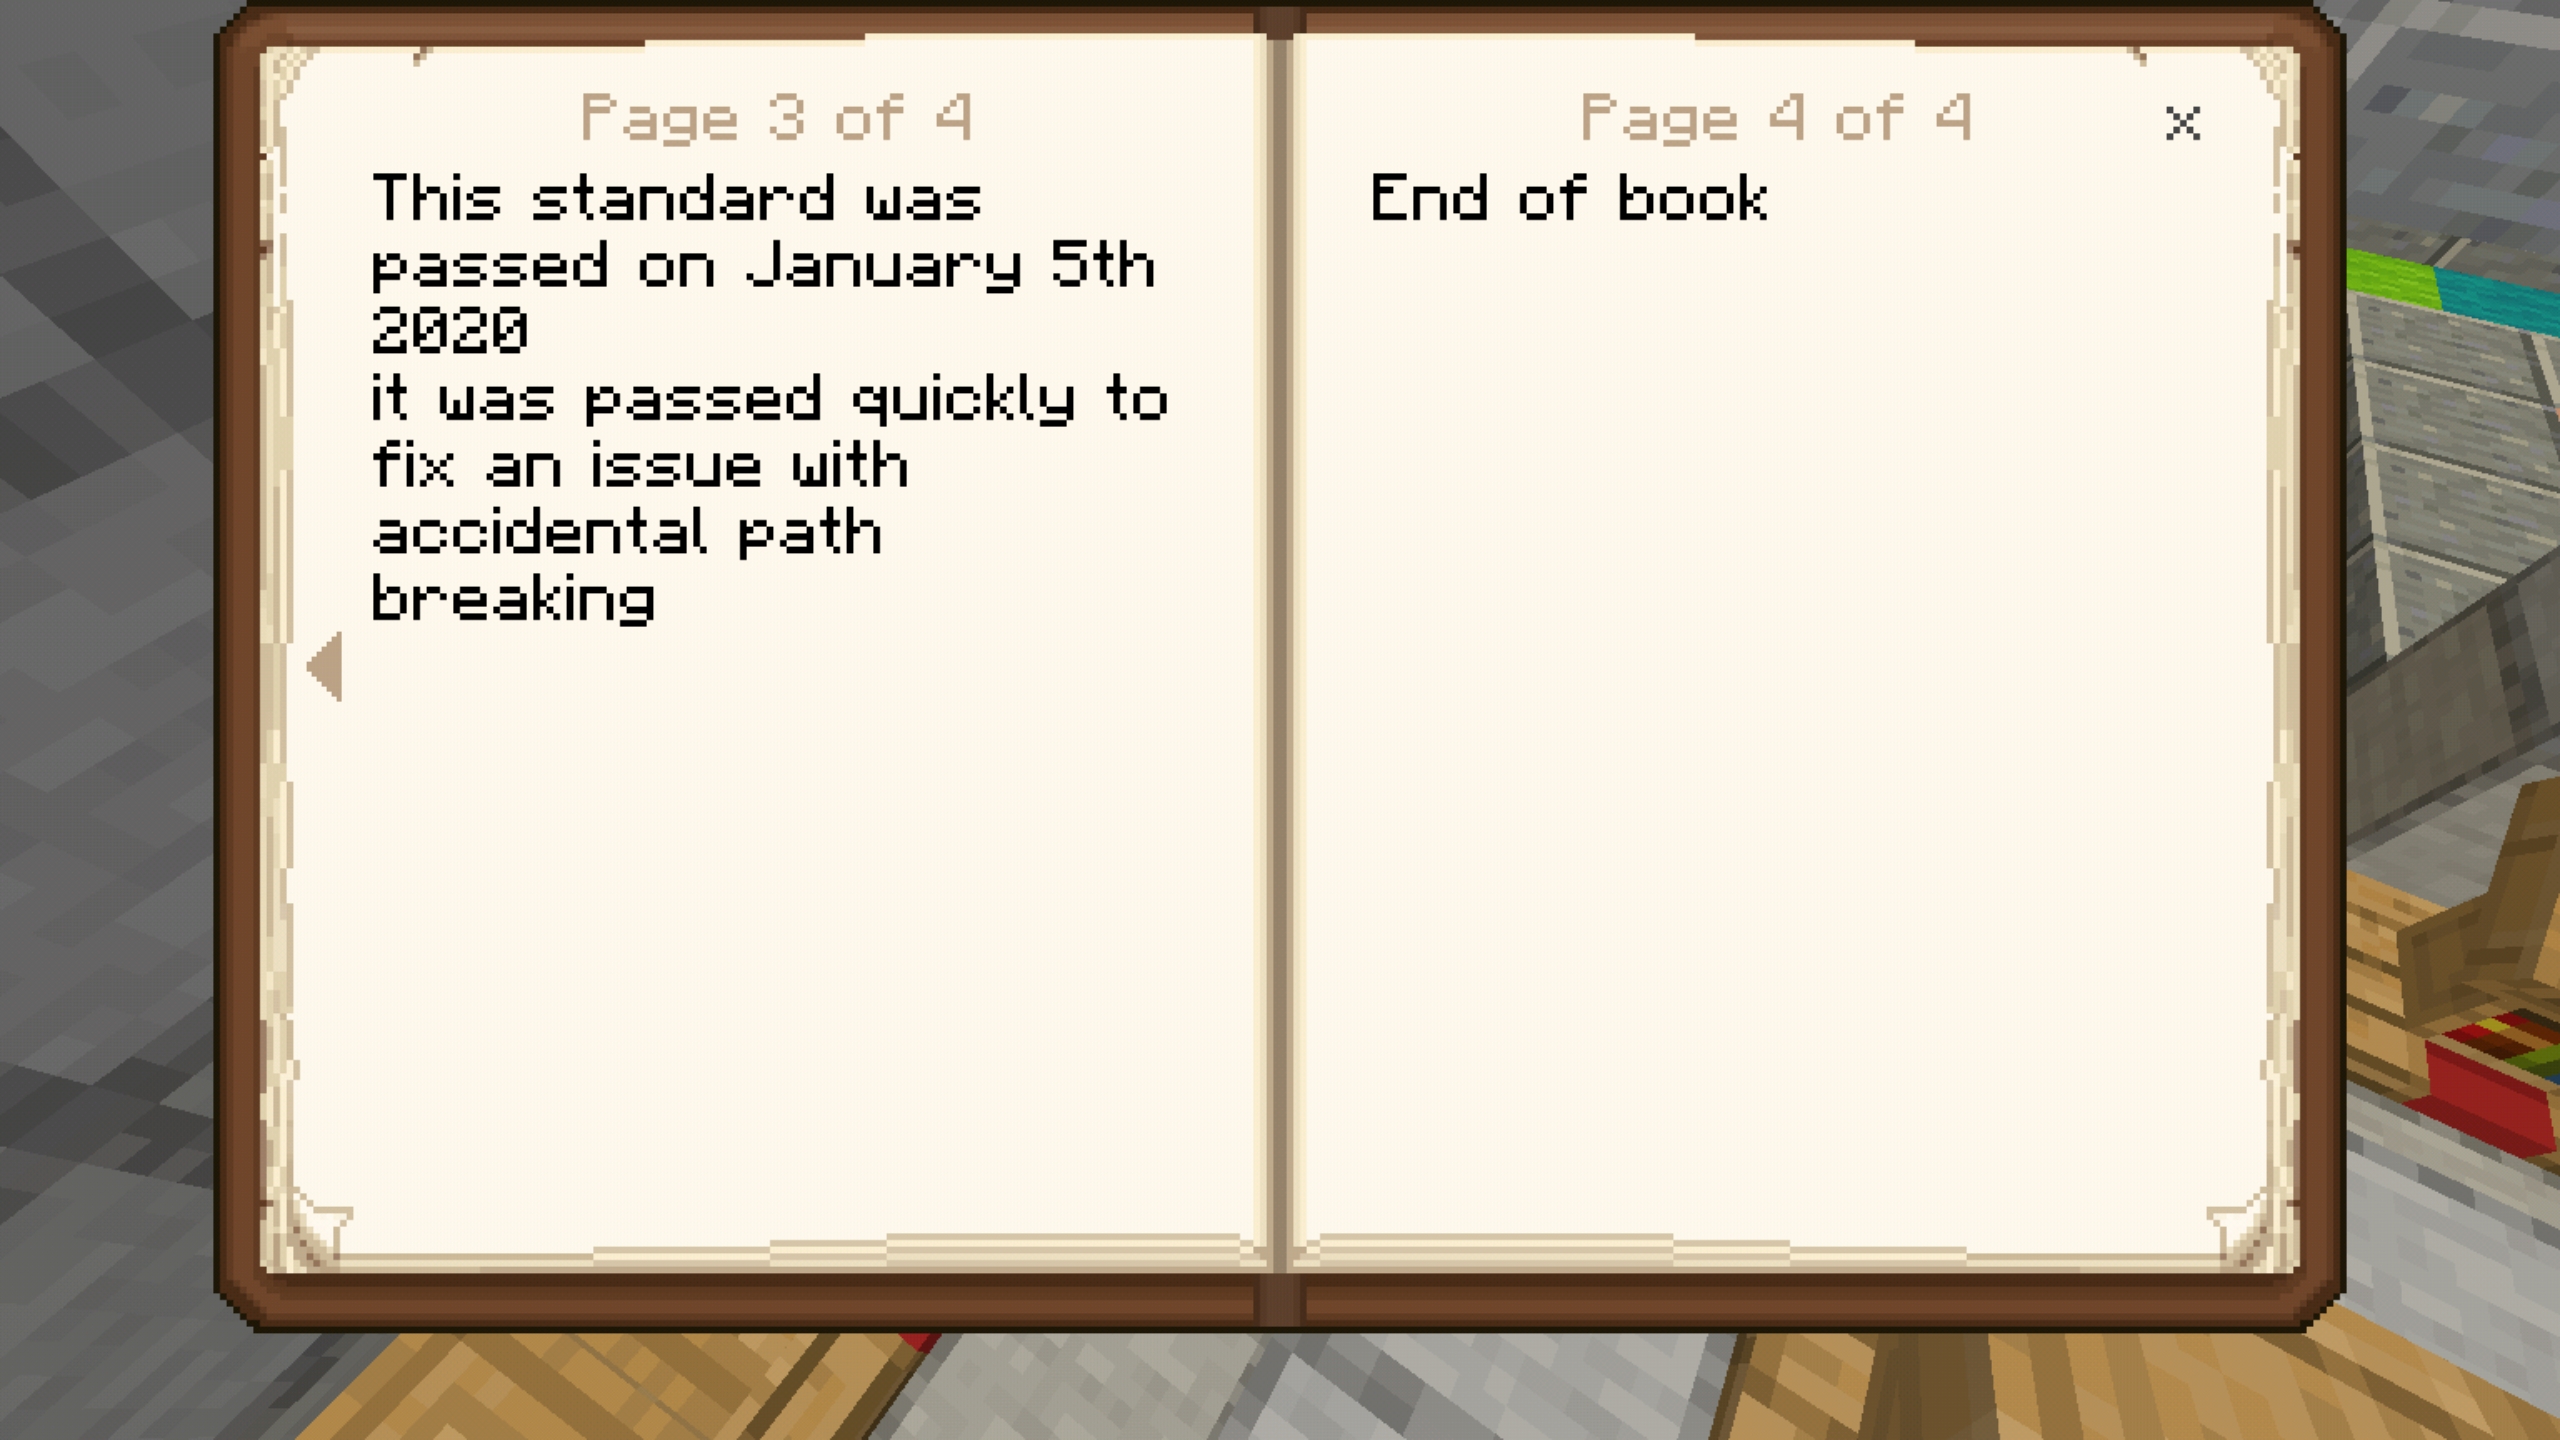 Page 3 of 4
This standard was
passed on January 5th
2020
it was passed quickly to
fix an issue with
accidental path
breaking
Page 4 of 4
x
End of book